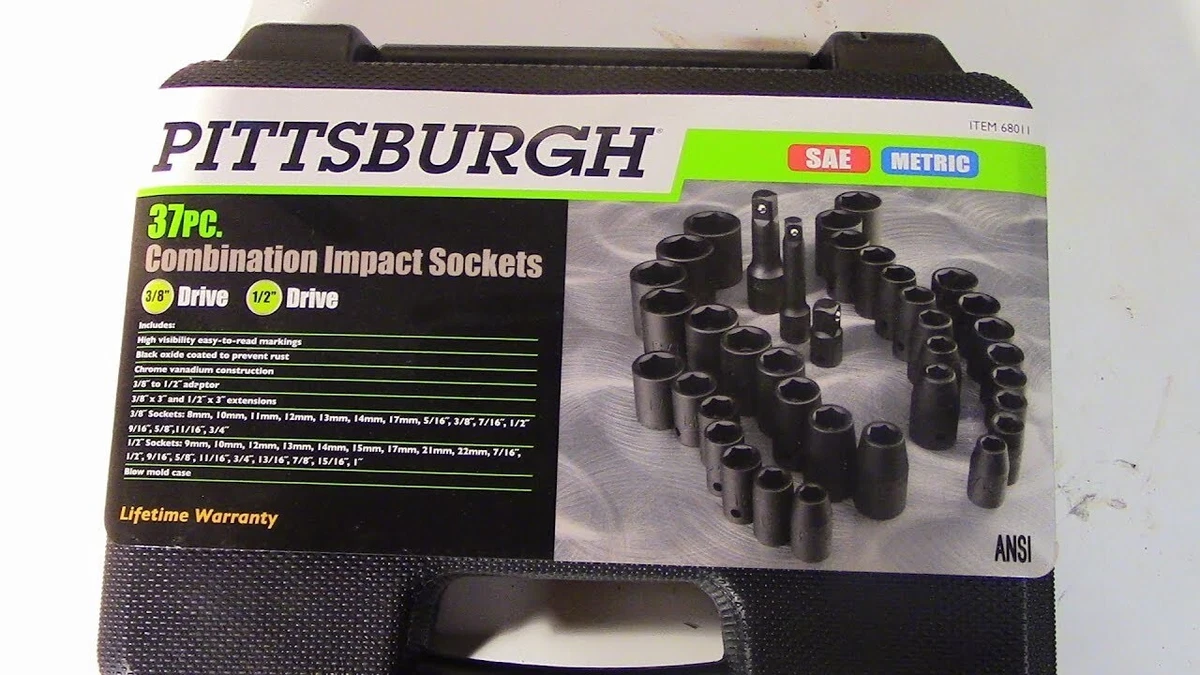 PITTSBURGH®
ITEM 68011
SAE METRIC
37PC.
Combination Impact Sockets
3/8" Drive 1/2" Drive
Includes:
High visibility easy-to-read markings
Black oxide coated to prevent rust
Chrome vanadium construction
3/8" to 1/2" adaptor
3/8" x 3" and 1/2" x 3" extensions
3/8" Sockets: 8mm, 10mm, 11mm, 12mm, 13mm, 14mm, 17mm, 5/16", 3/8", 7/16", 1/2"
9/16", 5/8",11/16", 3/4"
1/2" Sockets: 9mm, 10mm, 12mm, 13mm, 14mm, 15mm, 17mm, 21mm, 22mm, 7/16",
1/2", 9/16", 5/8", 11/16", 3/4", 13/16", 7/8", 15/16", 1"
Blow mold case
Lifetime Warranty
ANSI